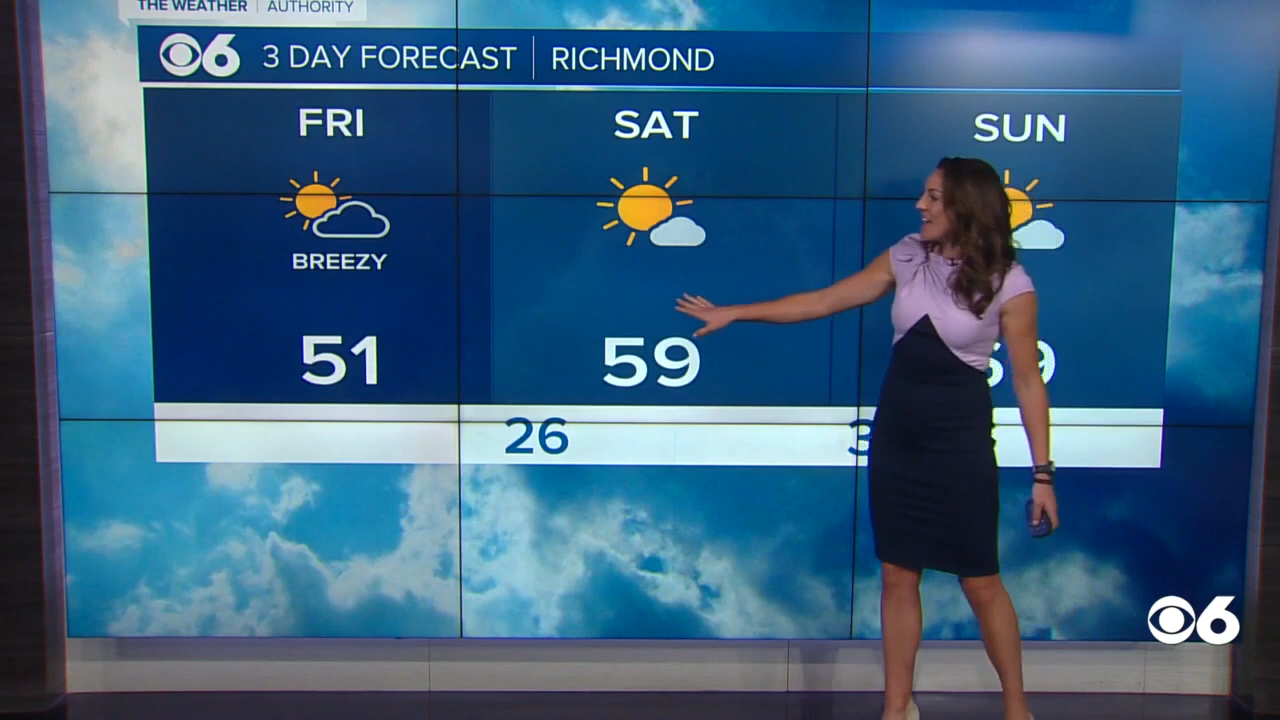 THE WEATHER | AUTHORITY
6 3 DAY FORECAST | RICHMOND
FRI SAT SUN
BREEZY
51 59
26
6